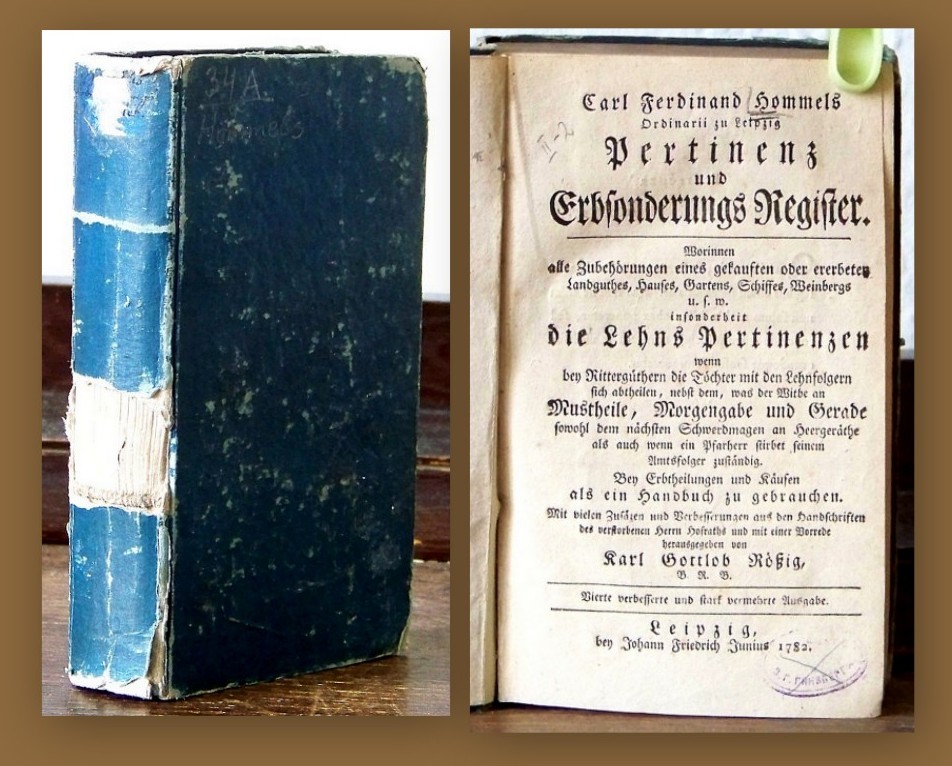 34A
Carl Ferdinand Hommels
Ordinarii zu Leipzig
II-2
Pertinenz
und
Erbsonderungs Register.
Worinnen
alle Zubehörungen eines gekauften oder ererbeten
Landguthes, Hauses, Gartens, Schiffes, Weinbergs
u. s. w.
insonderheit
die Lehns Pertinenzen
wenn
bey Rittergüthern die Töchter mit den Lehnfolgern
sich abtheilen, nebst dem, was der Witbe an
Mustheile, Morgengabe und Gerade
sowohl dem nächsten Schwerdmagen an Heergeräthe
als auch wenn ein Pfarherr stirbet seinem
Amtsfolger zuständig.
Bey Erbtheilungen und Käufen
als ein Handbuch zu gebrauchen.
Mit vielen Zusäzen und Verbesserungen aus den Handschriften
des verstorbenen Herrn Hofraths und mit einer Vorrede
herausgegeben von
Karl Gottlob Rößig,
B. R. B.
Vierte verbesserte und stark vermehrte Ausgabe.
Leipzig,
bey Johann Friedrich Junius 1782.